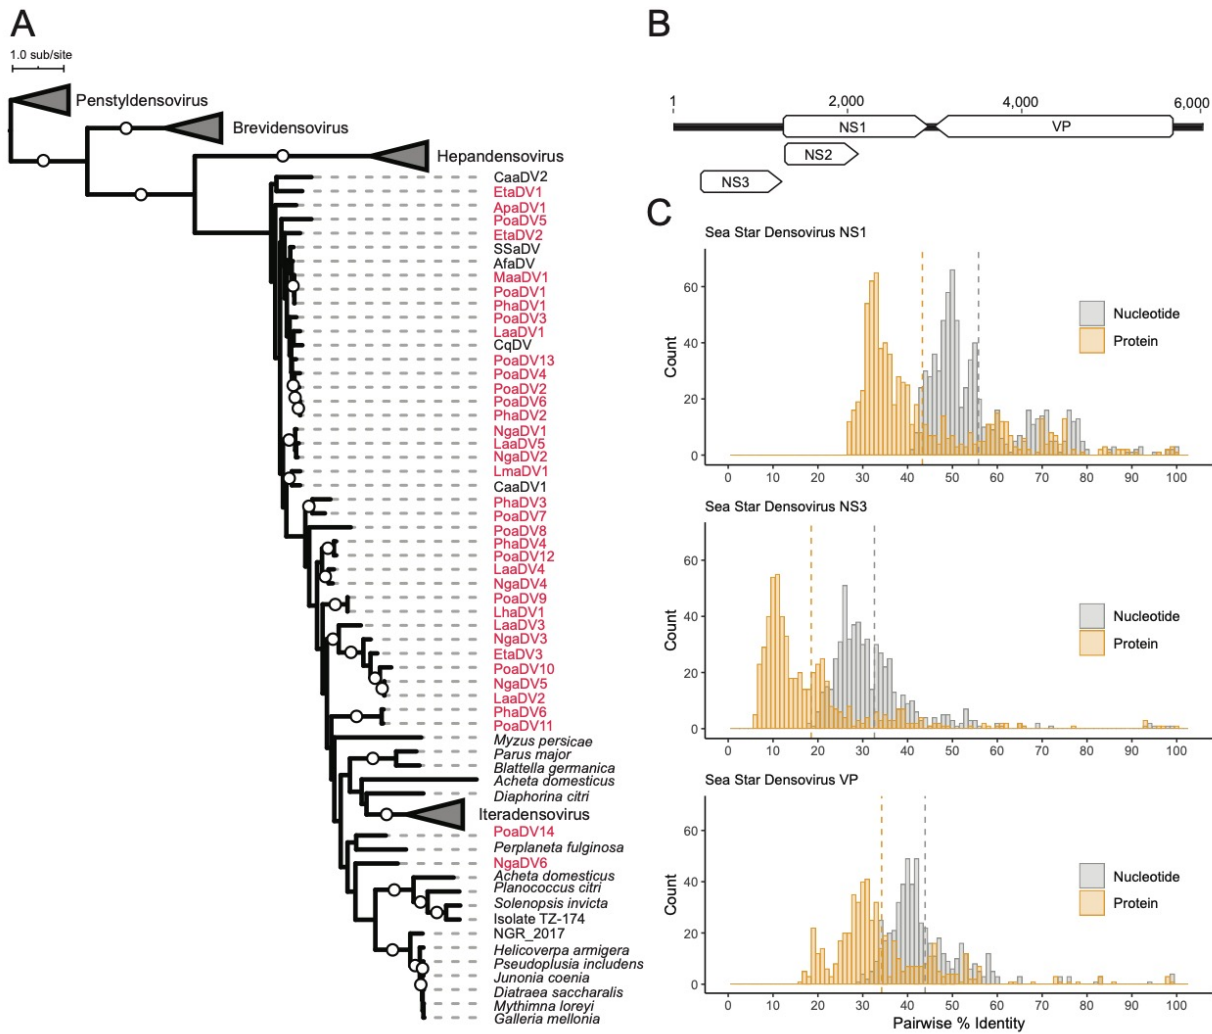 A
1.0 sub/site
Penstyldensovirus
Brevidensovirus
Hepandensovirus
CaaDV2
EtaDV1
ApaDV1
PoaDV5
EtaDV2
SSaDV
AfaDV
MaaDV1
PoaDV1
PhaDV1
PoaDV3
LaaDV1
CqDV
PoaDV13
PoaDV4
PoaDV2
PoaDV6
PhaDV2
NgaDV1
LaaDV5
NgaDV2
LmaDV1
CaaDV1
PhaDV3
PoaDV7
PoaDV8
PhaDV4
PoaDV12
LaaDV4
NgaDV4
PoaDV9
LhaDV1
LaaDV3
NgaDV3
EtaDV3
PoaDV10
NgaDV5
LaaDV2
PhaDV6
PoaDV11
Myzus persicae
Parus major
Blattella germanica
Acheta domesticus
Diaphorina citri
Iteradensovirus
PoaDV14
Perplaneta fulginosa
NgaDV6
Acheta domesticus
Planococcus citri
Solenopsis invicta
Isolate TZ-174
NGR_2017
Helicoverpa armigera
Pseudoplusia includens
Junonia coenia
Diatraea saccharalis
Mythimna loreyi
Galleria mellonia
B
1 2,000 4,000 6,000
NS1 VP
NS2
NS3
C
Sea Star Densovirus NS1
Count
60
40
20
0
0 10 20 30 40 50 60 70 80 90 100
Nucleotide
Protein
Sea Star Densovirus NS3
Count
60
40
20
0
0 10 20 30 40 50 60 70 80 90 100
Nucleotide
Protein
Sea Star Densovirus VP
Count
60
40
20
0
0 10 20 30 40 50 60 70 80 90 100
Nucleotide
Protein
Pairwise % Identity